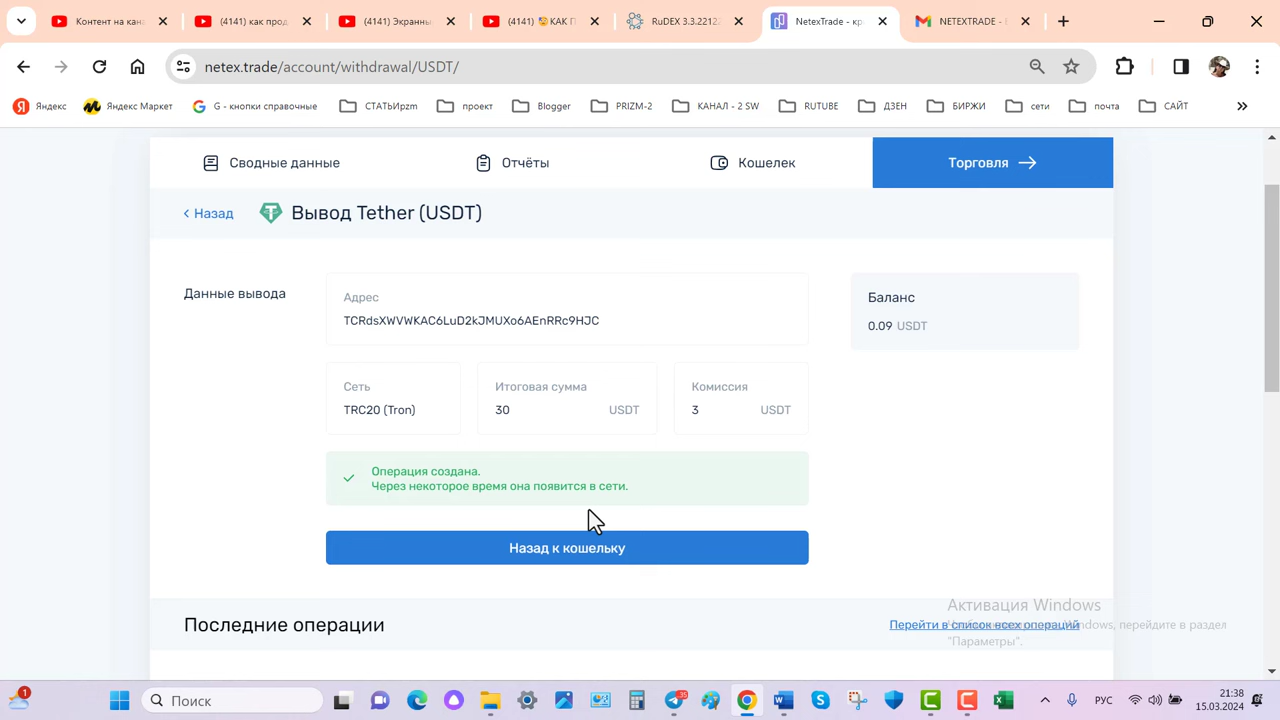 Контент на кана
(4141) как прод
(4141) Экранны
(4141) 🥳КАК П
RuDEX 3.3.2212
NetexTrade - кр
NETEXTRADE -
netex.trade/account/withdrawal/USDT/
Яндекс
Яндекс Маркет
G - кнопки справочные
СТАТЬИpzm
проект
Blogger
PRIZM-2
КАНАЛ - 2 SW
RUTUBE
ДЗЕН
БИРЖИ
сети
почта
САЙТ
Сводные данные
Отчёты
Кошелек
Торговля
Назад
Вывод Tether (USDT)
Данные вывода
Адрес
TCRdsXWVWKAC6LuD2kJMUXo6AEnRRc9HJC
Баланс
0.09 USDT
Сеть
TRC20 (Tron)
Итоговая сумма
30 USDT
Комиссия
3 USDT
Операция создана.
Через некоторое время она появится в сети.
Назад к кошельку
Активация Windows
Последние операции
Перейти в список всех операций
Windows, перейдите в раздел
"Параметры".
1
Поиск
35
РУС
21:38
15.03.2024